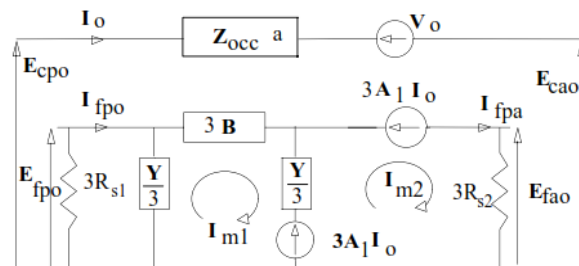 I o
Z occ a
V o
E cpo
E cao
I fpo
3 B
3 A 1 I o
I fpa
E fpo
3R s1
Y/3
I m1
Y/3
I m2
3R s2
E fao
3A 1 I o